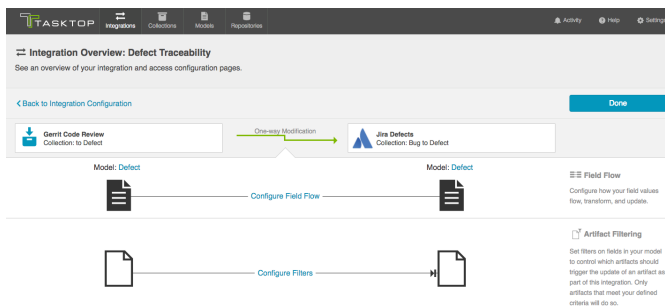 TASKTOP
Integrations
Collections
Models
Repositories
Activity
Help
Settings
Integration Overview: Defect Traceability
See an overview of your integration and access configuration pages.
Back to Integration Configuration
Done
Gerrit Code Review
Collection: to Defect
One-way Modification
Jira Defects
Collection: Bug to Defect
Model: Defect
Model: Defect
Configure Field Flow
Field Flow
Configure how your field values
flow, transform, and update.
Configure Filters
Artifact Filtering
Set filters on fields in your model
to control which artifacts should
trigger the update of an artifact as
part of this integration. Only
artifacts that meet your defined
criteria will do so.